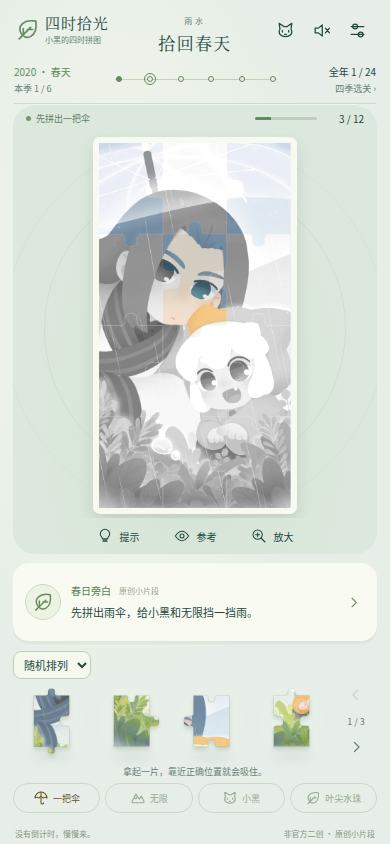 四时拾光
小黑的四时拼图
雨水
拾回春天
2020 · 春天
本季 1 / 6
全年 1 / 24
四季选关 ›
先拼出一把伞
3 / 12
提示
参考
放大
春日旁白 原创小片段
先拼出雨伞，给小黑和无限挡一挡雨。
随机排列
1 / 3
拿起一片，靠近正确位置就会吸住。
一把伞
无限
小黑
叶尖水珠
没有倒计时，慢慢来。
非官方二创 · 原创小片段